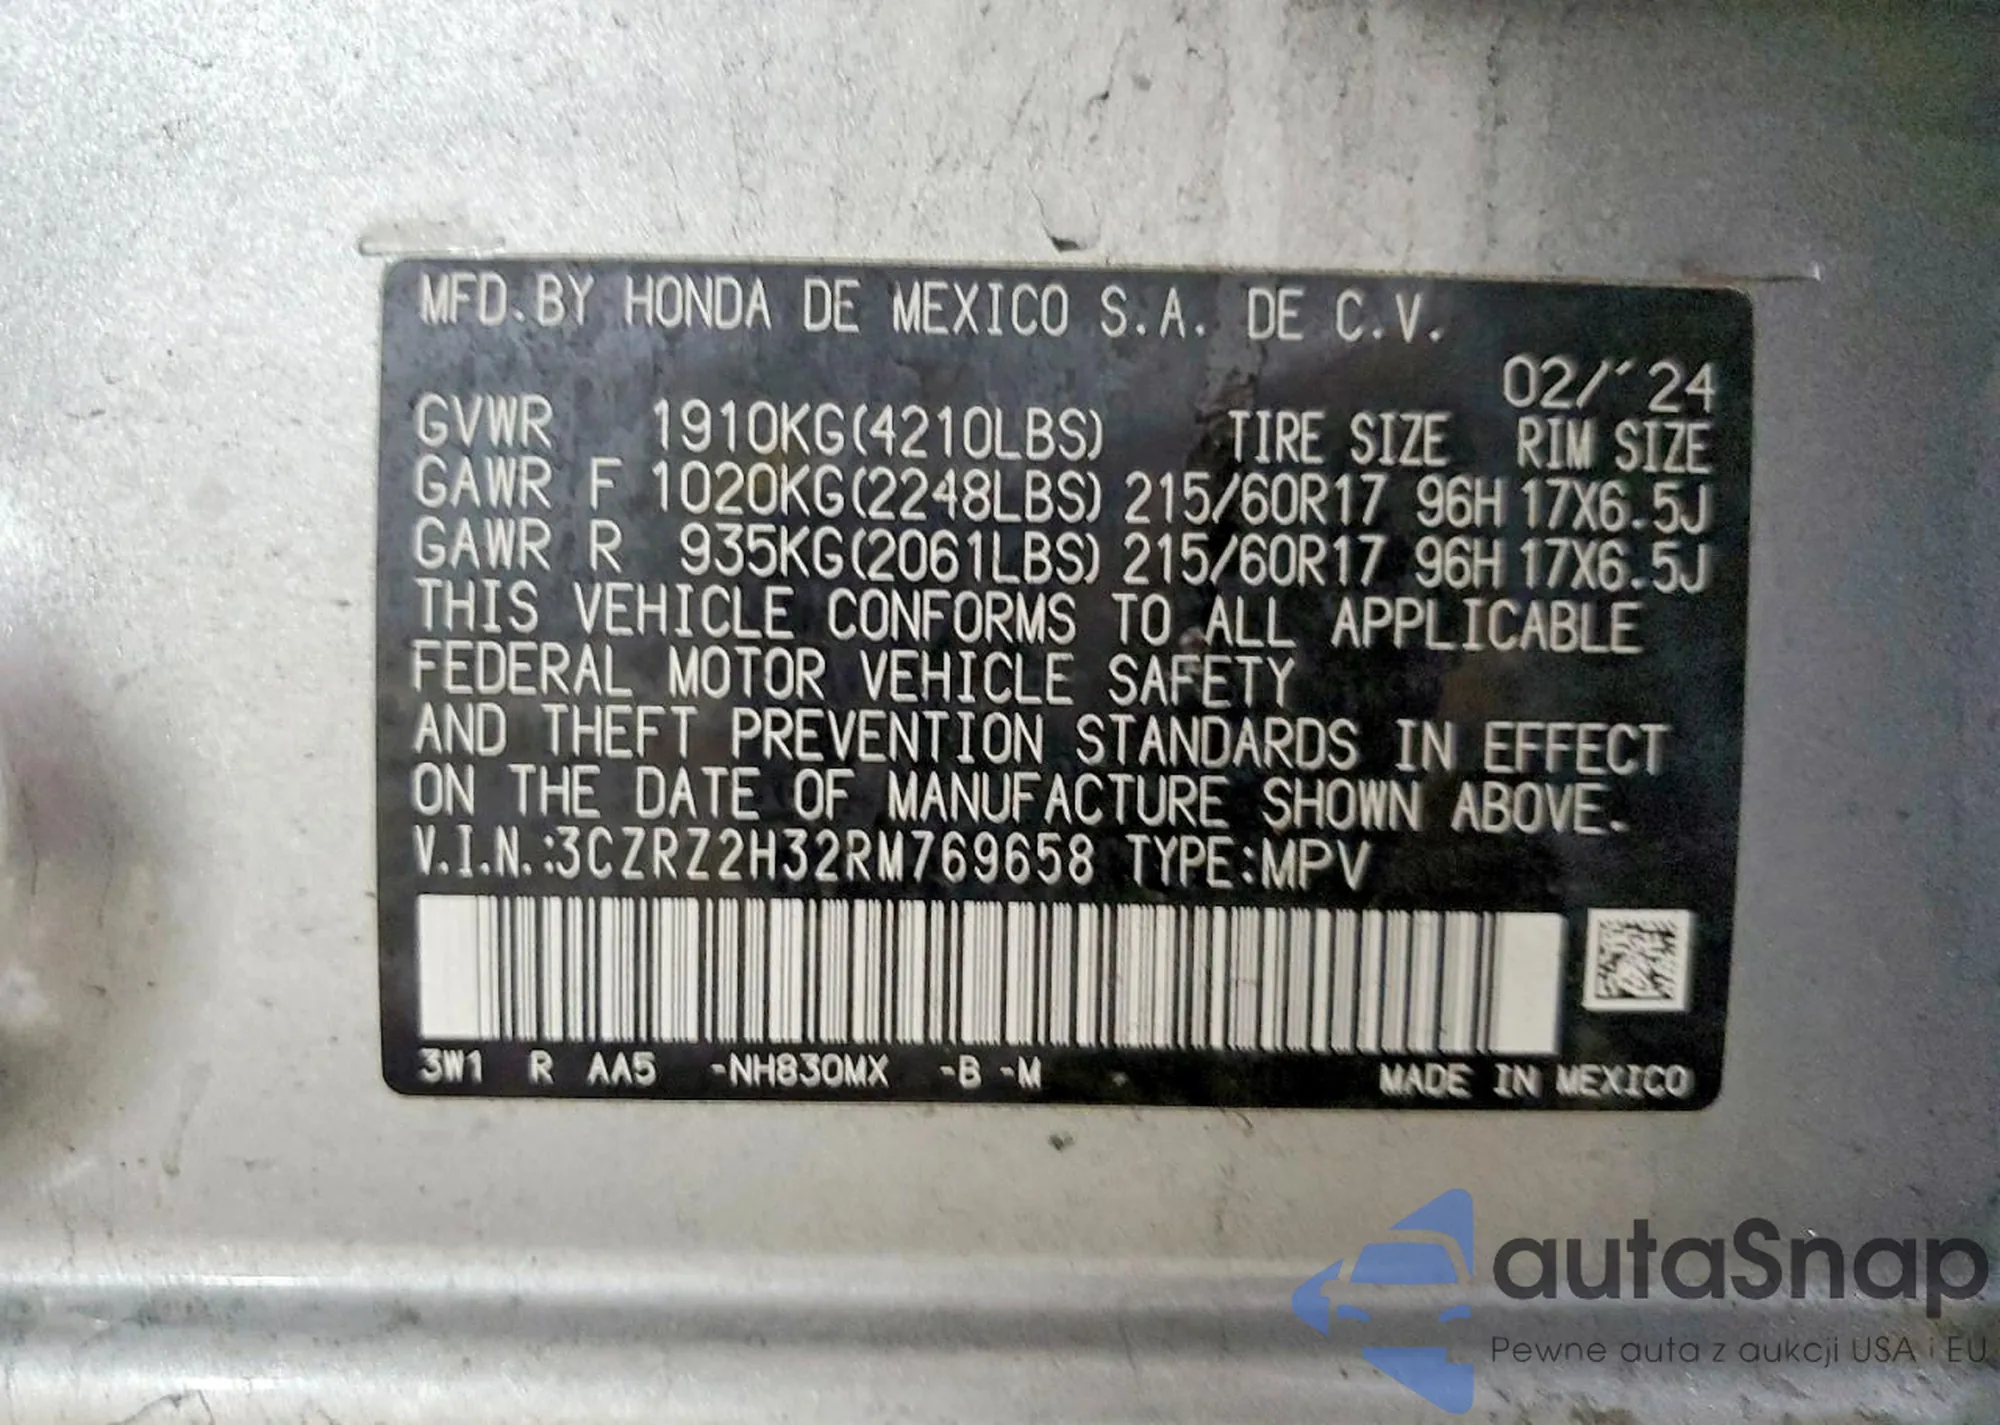 MFD.BY HONDA DE MEXICO S.A. DE C.V.
02/'24
GVWR 1910KG(4210LBS) TIRE SIZE RIM SIZE
GAWR F 1020KG(2248LBS) 215/60R17 96H 17X6.5J
GAWR R 935KG(2061LBS) 215/60R17 96H 17X6.5J
THIS VEHICLE CONFORMS TO ALL APPLICABLE
FEDERAL MOTOR VEHICLE SAFETY
AND THEFT PREVENTION STANDARDS IN EFFECT
ON THE DATE OF MANUFACTURE SHOWN ABOVE.
V.I.N.:3CZRZ2H32RM769658 TYPE:MPV
3W1 R AA5 -NH830MX -B -M MADE IN MEXICO
autaSnap
Pewne auta z aukcji USA i EU